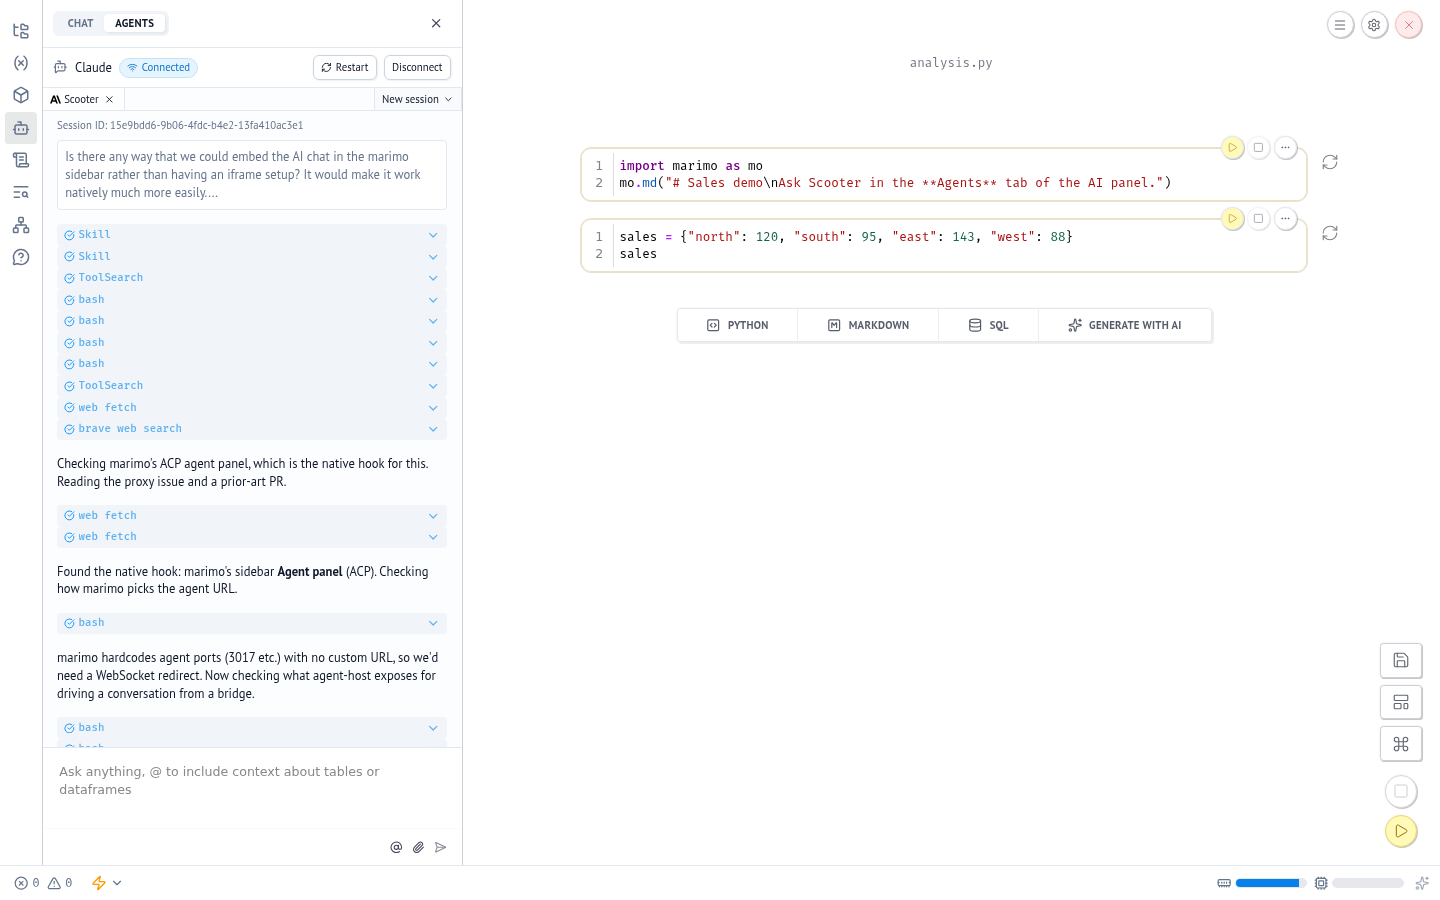 CHAT AGENTS
Claude Connected Restart Disconnect
Scooter New session
Session ID: 15e9bdd6-9b06-4fdc-b4e2-13fa410ac3e1
Is there any way that we could embed the AI chat in the marimo
sidebar rather than having an iframe setup? It would make it work
natively much more easily....
Skill
Skill
ToolSearch
bash
bash
bash
bash
ToolSearch
web fetch
brave web search
Checking marimo's ACP agent panel, which is the native hook for this.
Reading the proxy issue and a prior-art PR.
web fetch
web fetch
Found the native hook: marimo's sidebar Agent panel (ACP). Checking
how marimo picks the agent URL.
bash
marimo hardcodes agent ports (3017 etc.) with no custom URL, so we'd
need a WebSocket redirect. Now checking what agent-host exposes for
driving a conversation from a bridge.
bash
bash
Ask anything, @ to include context about tables or
dataframes
analysis.py
1 import marimo as mo
2 mo.md("# Sales demo\nAsk Scooter in the **Agents** tab of the AI panel.")
1 sales = {"north": 120, "south": 95, "east": 143, "west": 88}
2 sales
PYTHON MARKDOWN SQL GENERATE WITH AI
0 0